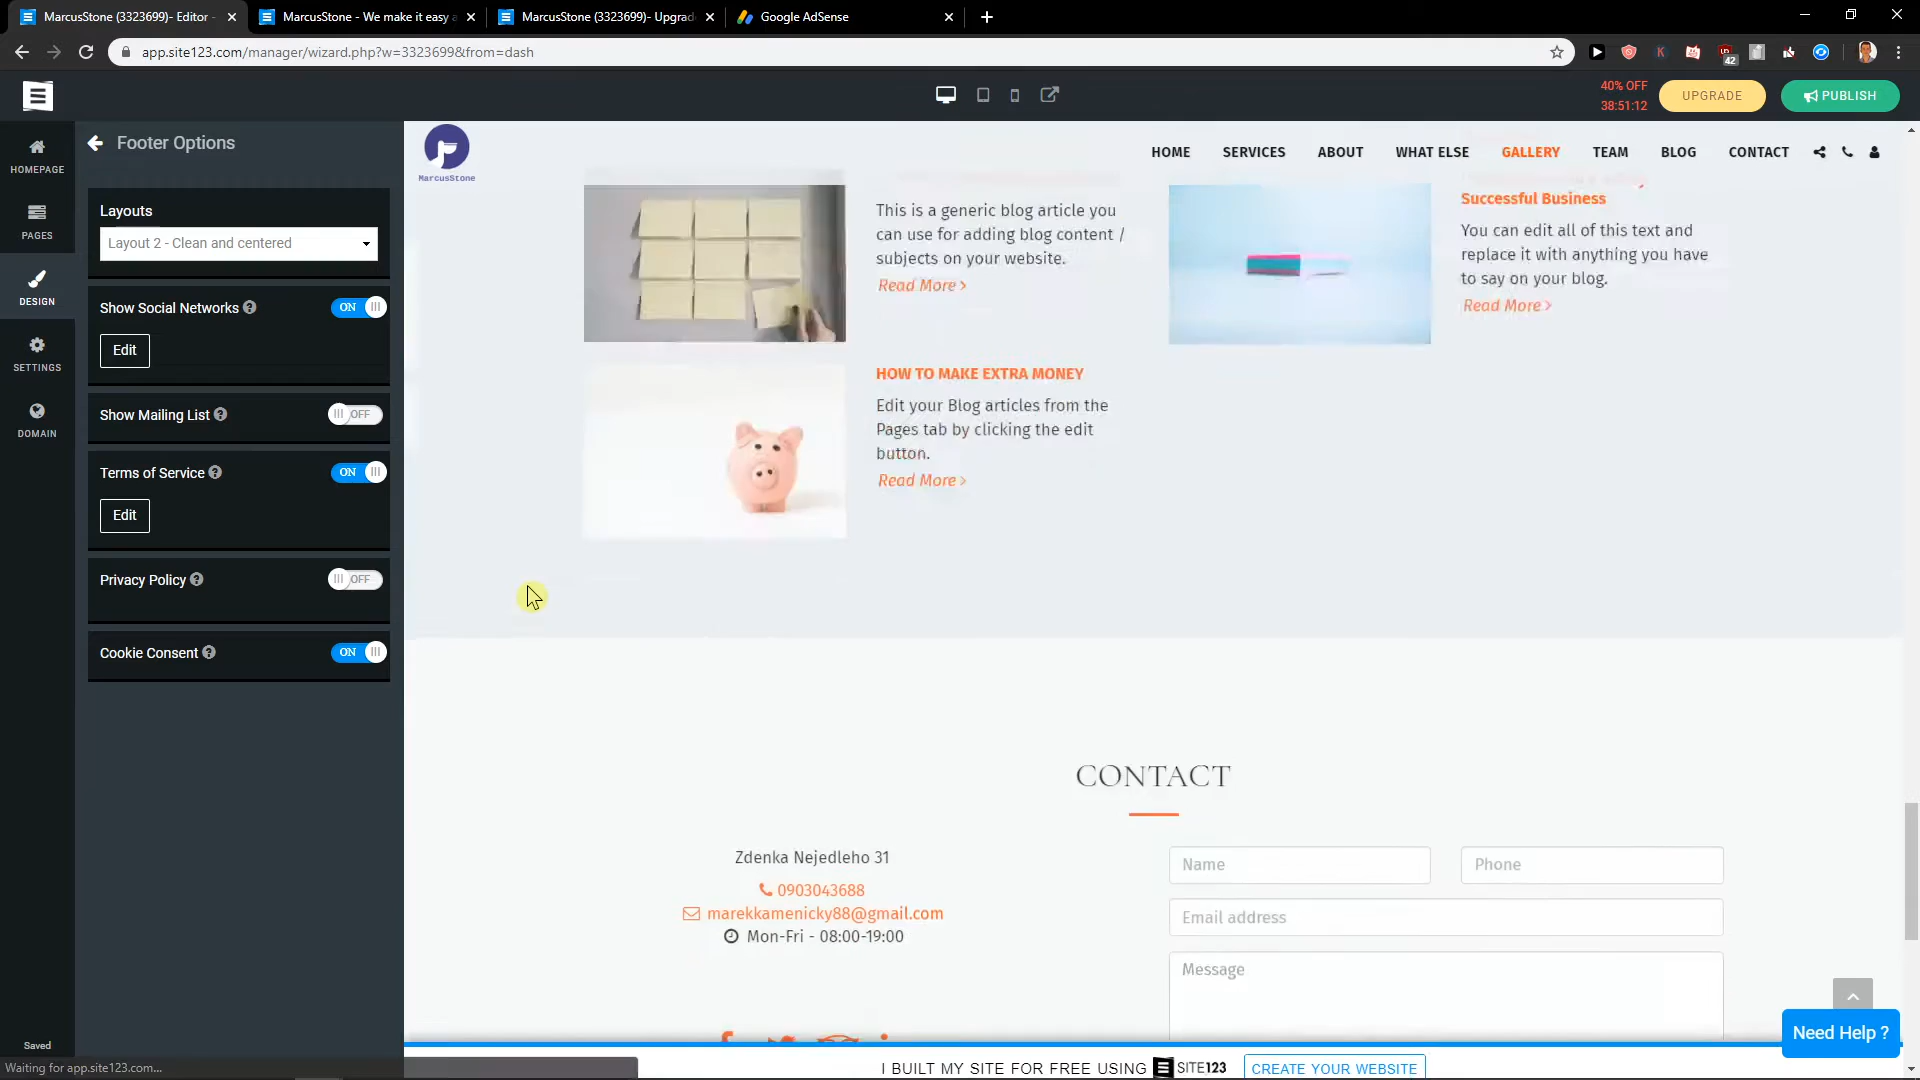 MarcusStone (3323699)- Editor -
MarcusStone - We make it easy a
MarcusStone (3323699)- Upgrad
Google AdSense
app.site123.com/manager/wizard.php?w=3323699&from=dash
42
40% OFF
38:51:12
UPGRADE
PUBLISH
HOMEPAGE
PAGES
DESIGN
SETTINGS
DOMAIN
Saved
Waiting for app.site123.com...
Footer Options
Layouts
Layout 2 - Clean and centered
Show Social Networks
ON
Edit
Show Mailing List
OFF
Terms of Service
ON
Edit
Privacy Policy
OFF
Cookie Consent
ON
MarcusStone
HOME
SERVICES
ABOUT
WHAT ELSE
GALLERY
TEAM
BLOG
CONTACT
This is a generic blog article you
can use for adding blog content /
subjects on your website.
Read More >
Successful Business
You can edit all of this text and
replace it with anything you have
to say on your blog.
Read More >
HOW TO MAKE EXTRA MONEY
Edit your Blog articles from the
Pages tab by clicking the edit
button.
Read More >
CONTACT
Zdenka Nejedleho 31
0903043688
marekkamenicky88@gmail.com
Mon-Fri - 08:00-19:00
Name
Phone
Email address
Message
Need Help ?
I BUILT MY SITE FOR FREE USING SITE123
CREATE YOUR WEBSITE